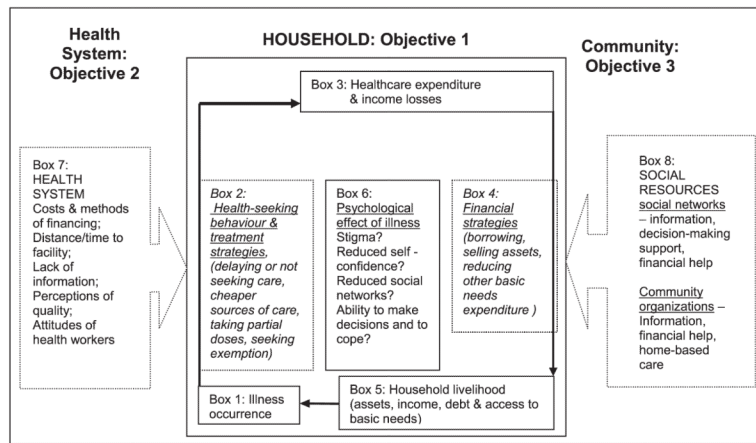 Health
System:
Objective 2
HOUSEHOLD: Objective 1
Community:
Objective 3
Box 3: Healthcare expenditure
& income losses
Box 7:
HEALTH
SYSTEM
Costs & methods
of financing;
Distance/time to
facility;
Lack of
information;
Perceptions of
quality;
Attitudes of
health workers
Box 2:
Health-seeking
behaviour &
treatment
strategies,
(delaying or not
seeking care,
cheaper
sources of care,
taking partial
doses, seeking
exemption)
Box 6:
Psychological
effect of illness
Stigma?
Reduced self -
confidence?
Reduced social
networks?
Ability to make
decisions and to
cope?
Box 4:
Financial
strategies
(borrowing,
selling assets,
reducing
other basic
needs
expenditure )
Box 8:
SOCIAL
RESOURCES
social networks
– information,
decision-making
support,
financial help
Community
organizations –
Information,
financial help,
home-based
care
Box 1: Illness
occurrence
Box 5: Household livelihood
(assets, income, debt & access to
basic needs)